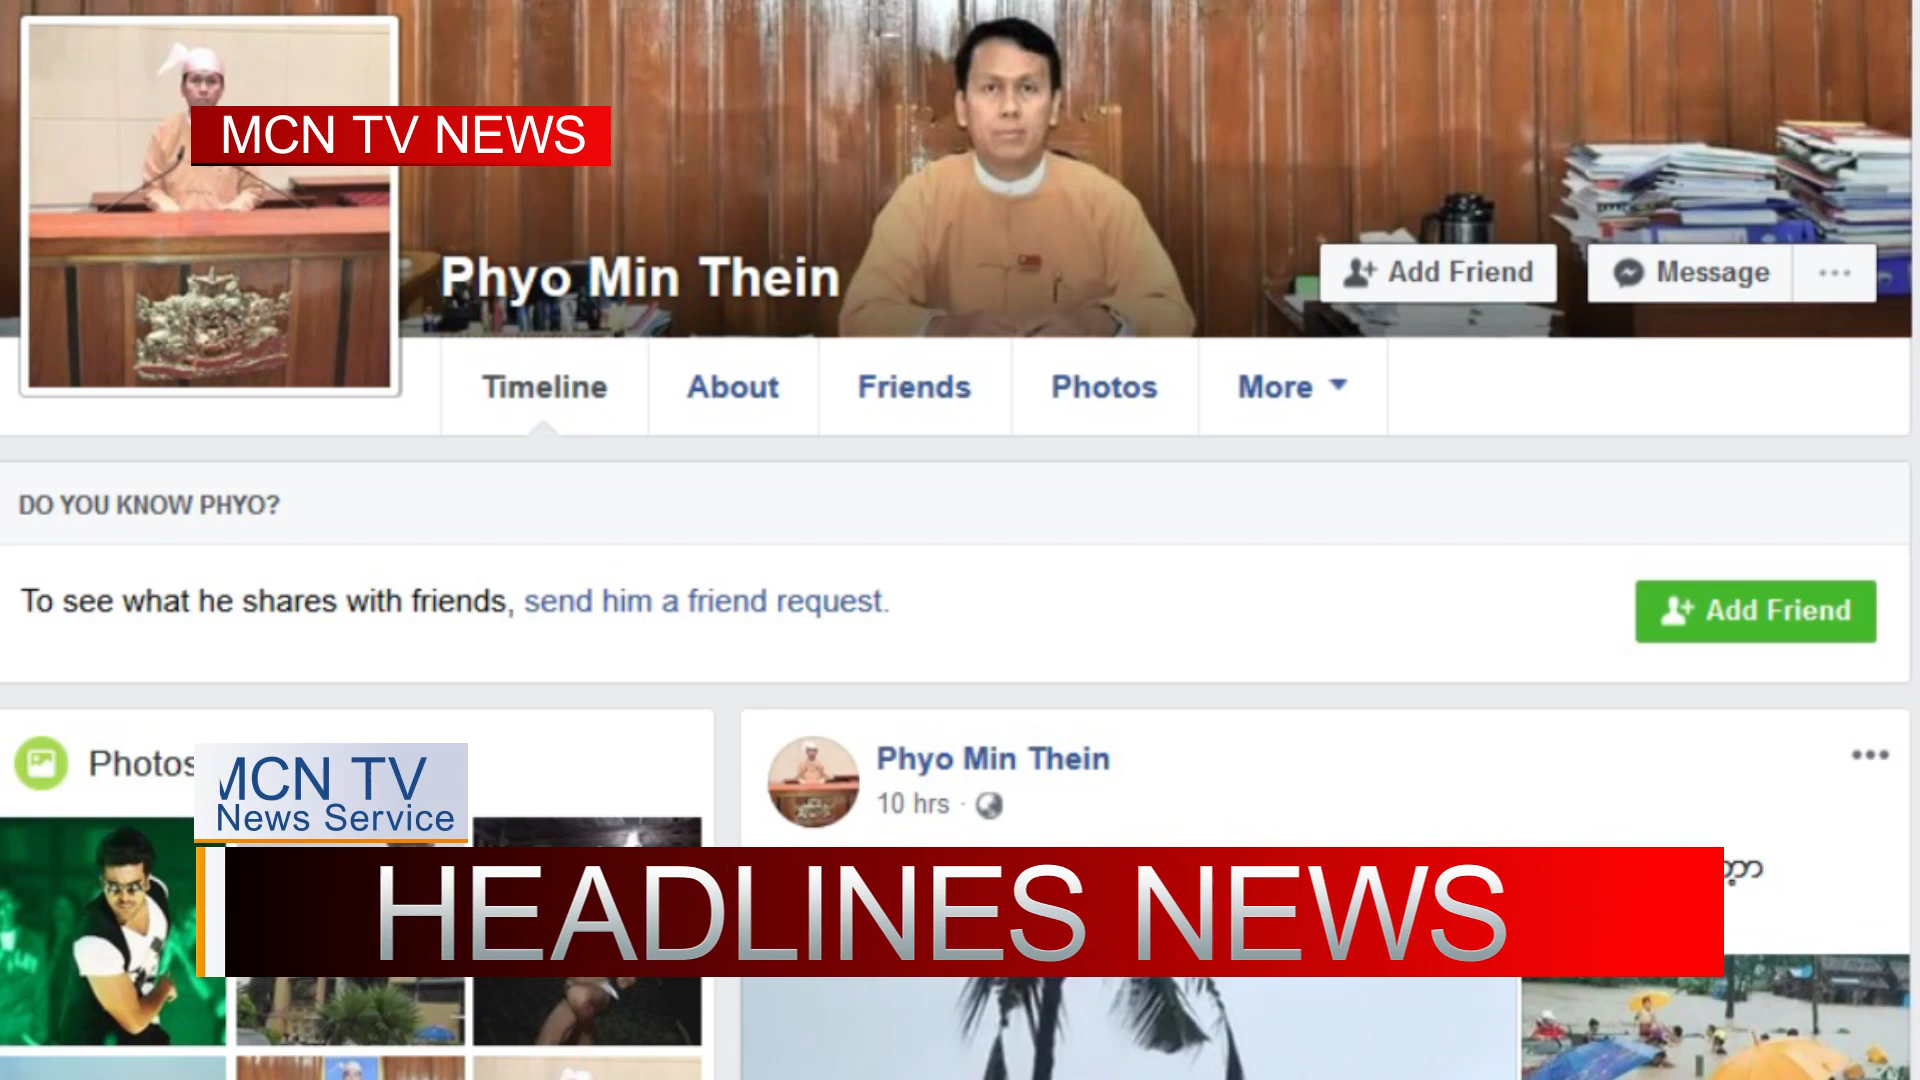 MCN TV NEWS
Phyo Min Thein
Add Friend
Message
Timeline
About
Friends
Photos
More
DO YOU KNOW PHYO?
To see what he shares with friends, send him a friend request.
Add Friend
Photos
Phyo Min Thein
10 hrs
MCN TV
News Service
HEADLINES NEWS